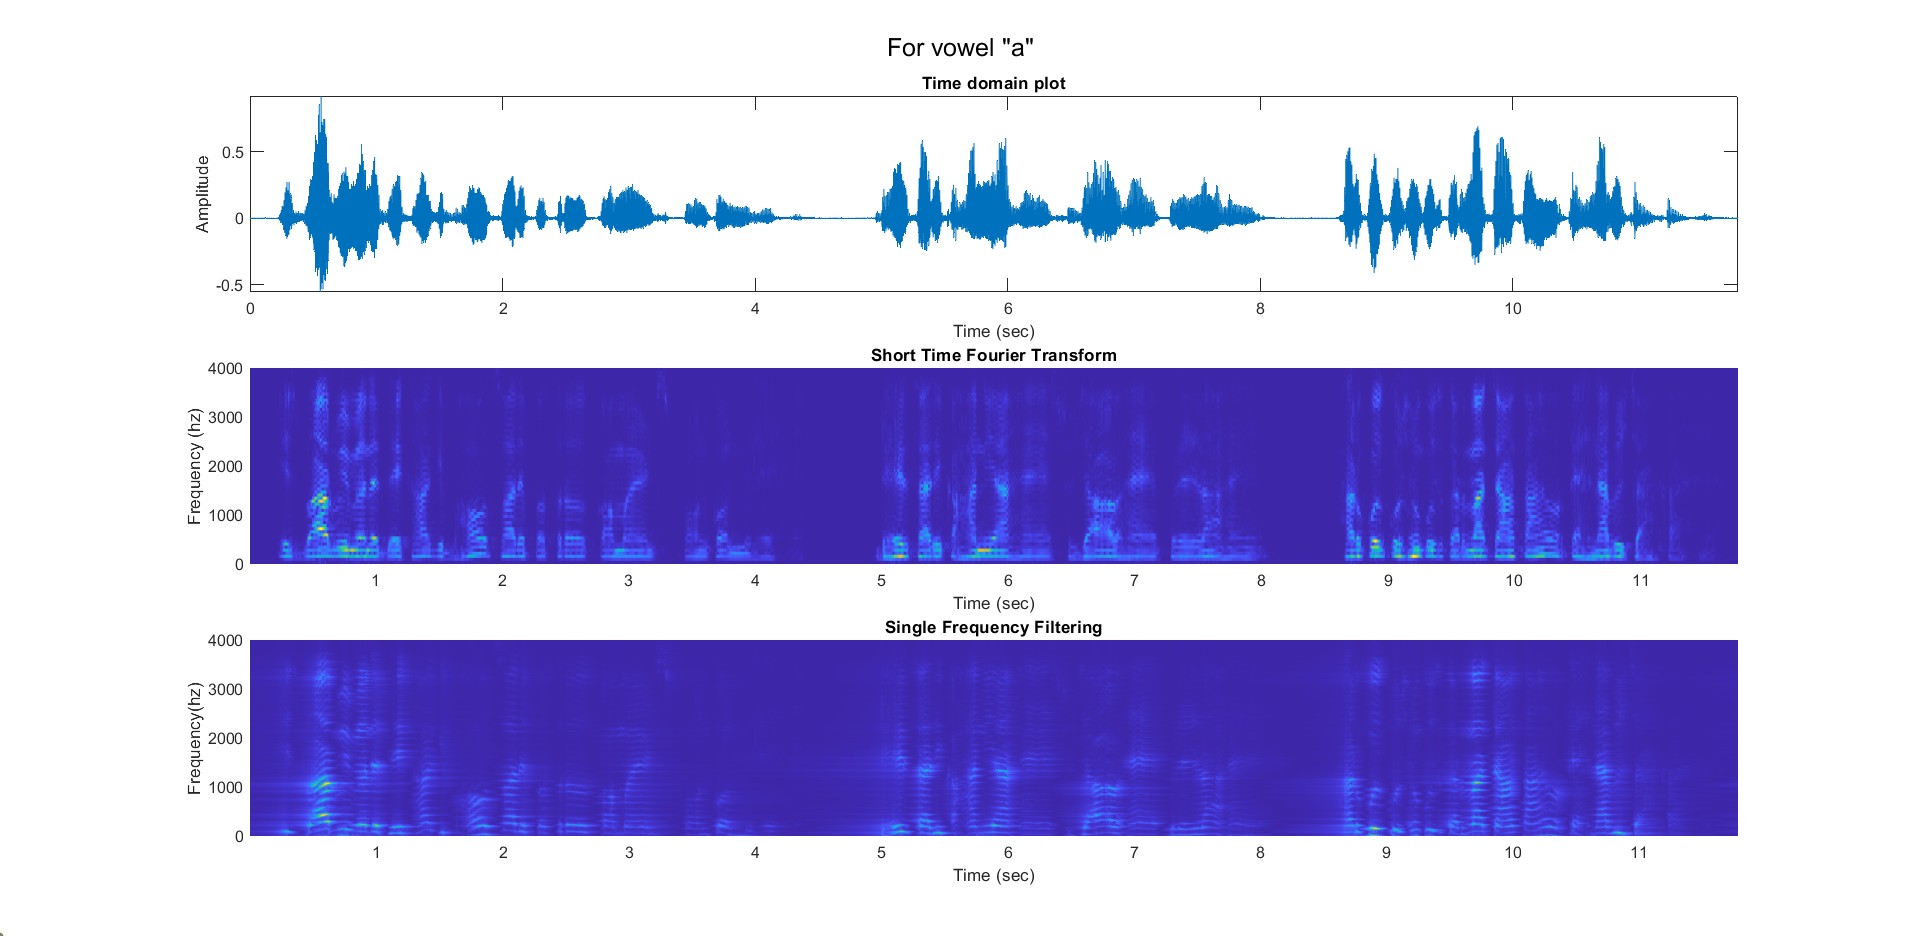 For vowel "a"
Time domain plot
Amplitude
0.5
0
-0.5
0 2 4 6 8 10
Time (sec)
Short Time Fourier Transform
Frequency (hz)
4000
3000
2000
1000
0
1 2 3 4 5 6 7 8 9 10 11
Time (sec)
Single Frequency Filtering
Frequency(hz)
4000
3000
2000
1000
0
1 2 3 4 5 6 7 8 9 10 11
Time (sec)